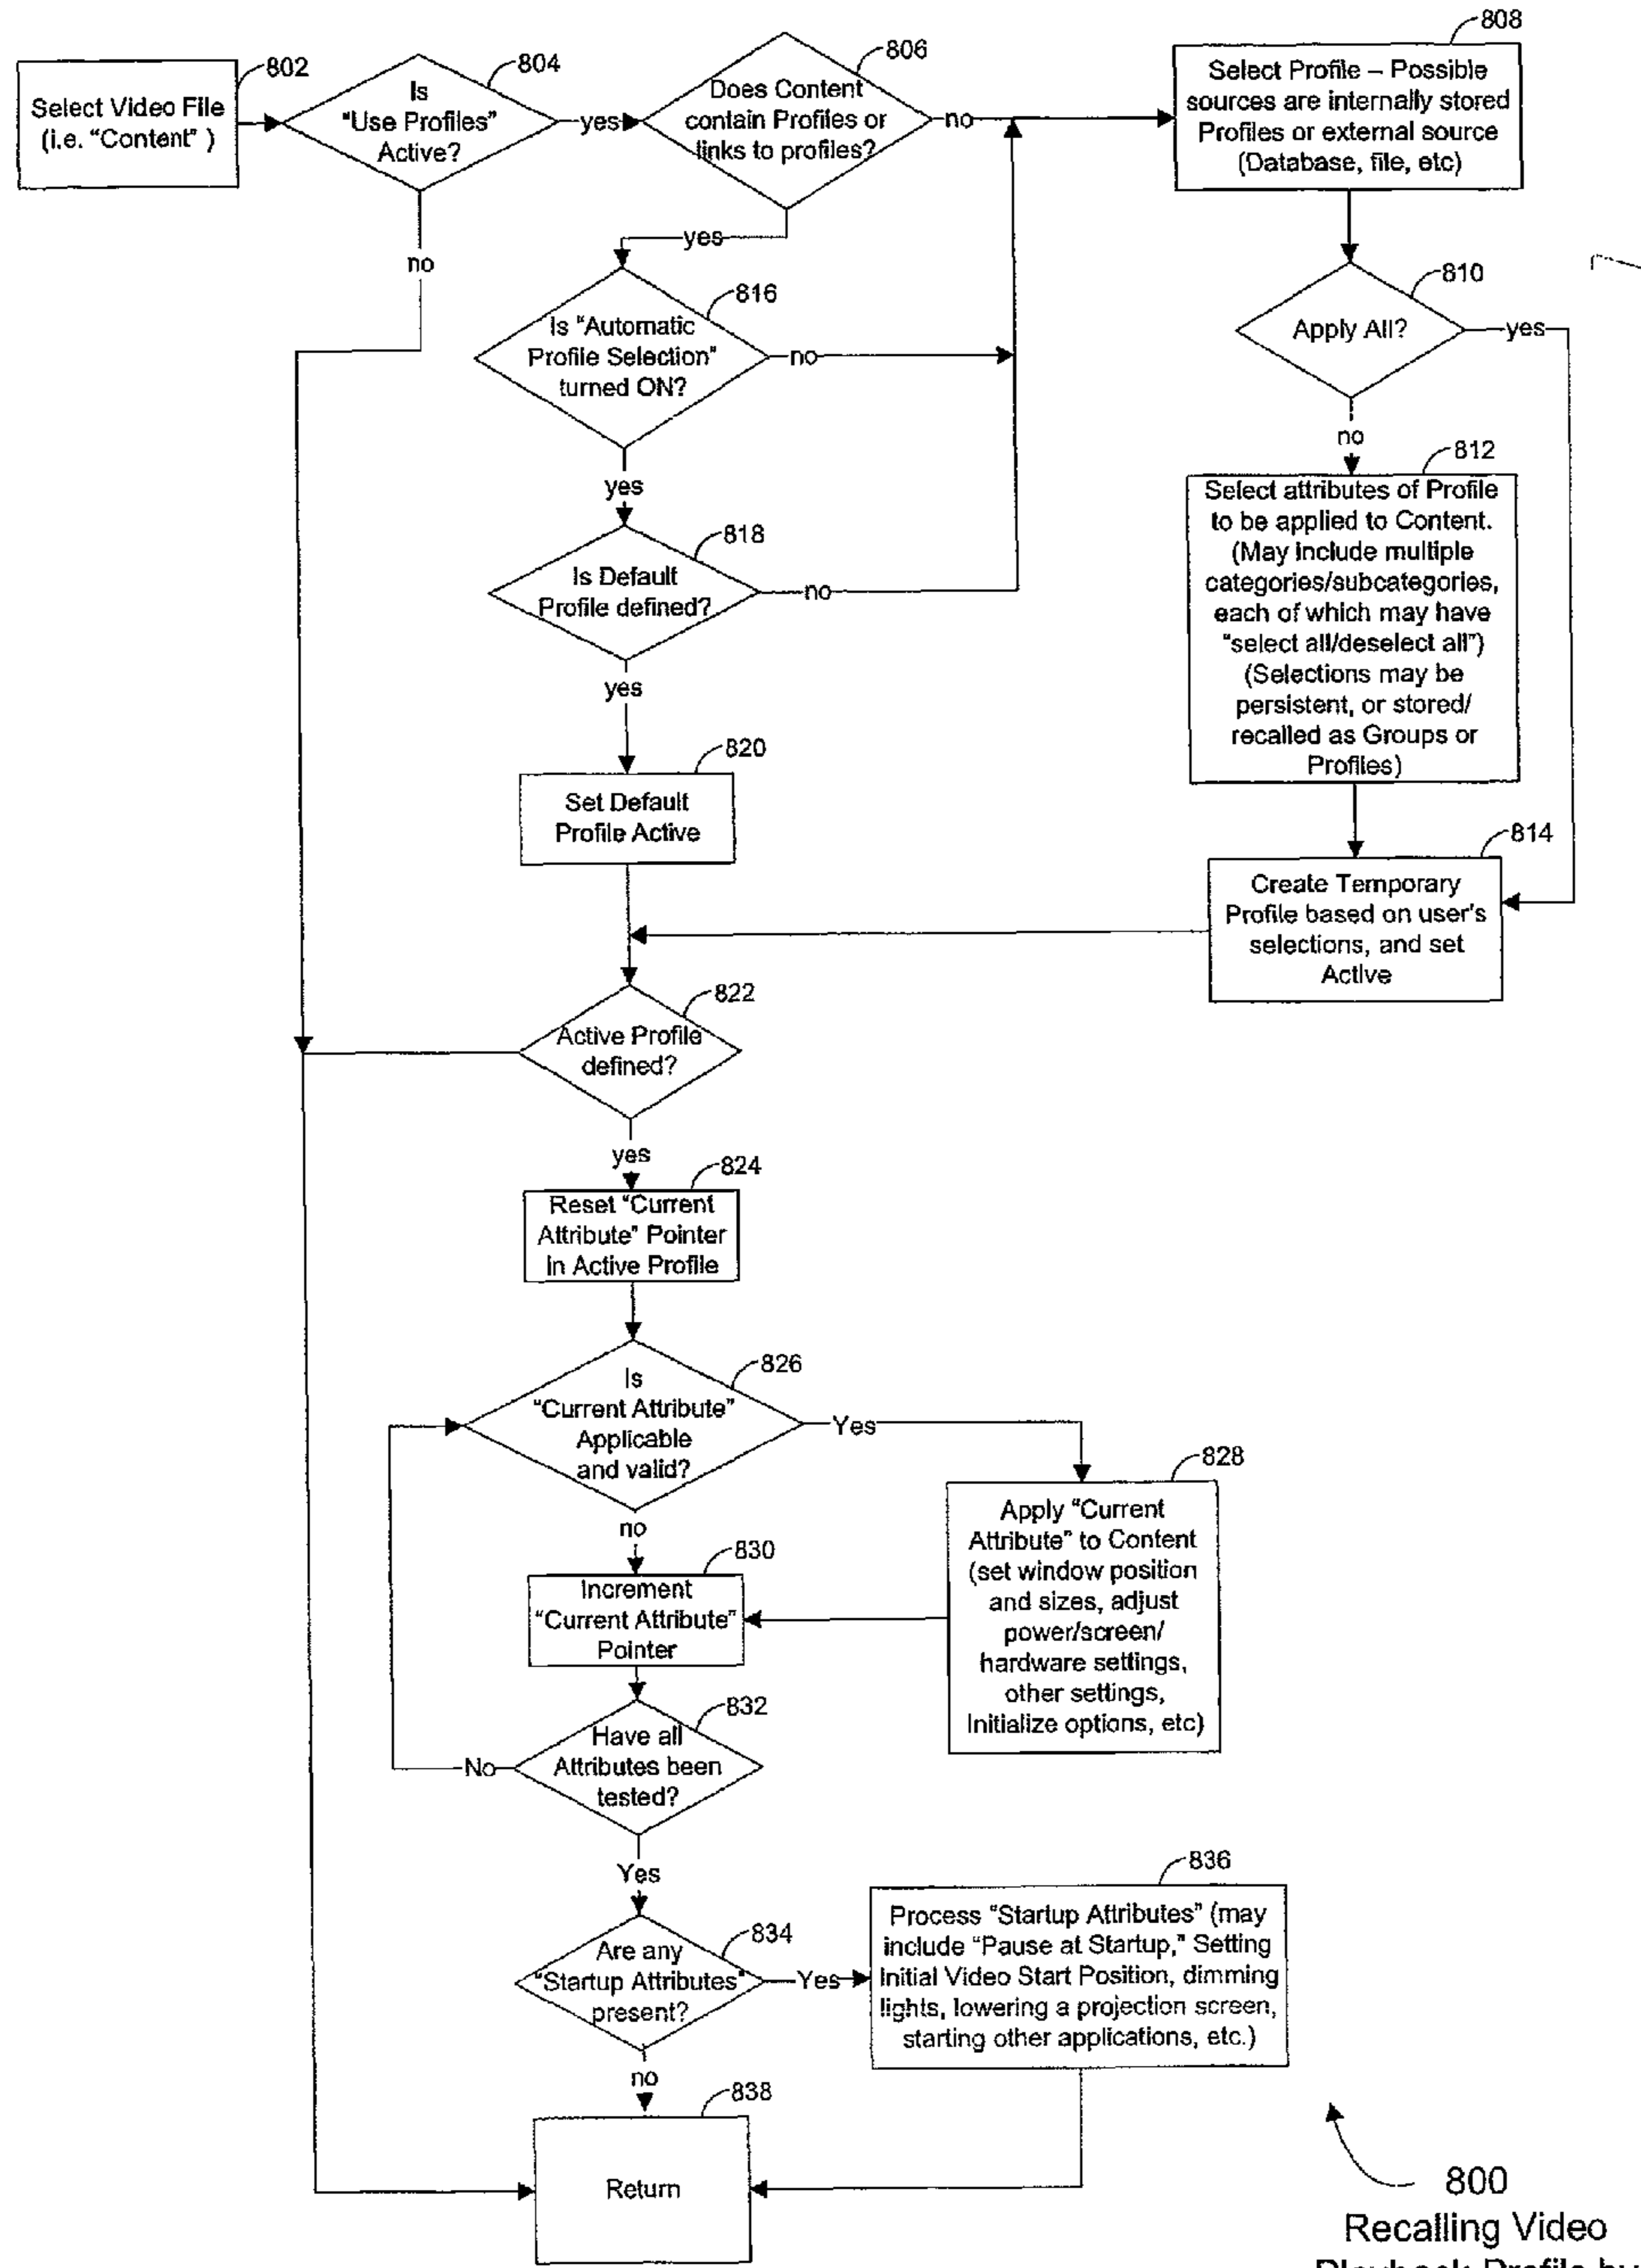 802
Select Video File
(i.e. “Content” )
804
Is
“Use Profiles”
Active?
yes
no
806
Does Content
contain Profiles or
links to profiles?
no
yes
808
Select Profile – Possible
sources are internally stored
Profiles or external source
(Database, file, etc)
810
Apply All?
yes
no
812
Select attributes of Profile
to be applied to Content.
(May include multiple
categories/subcategories,
each of which may have
“select all/deselect all”)
(Selections may be
persistent, or stored/
recalled as Groups or
Profiles)
814
Create Temporary
Profile based on user's
selections, and set
Active
816
Is “Automatic
Profile Selection”
turned ON?
no
yes
818
Is Default
Profile defined?
no
yes
820
Set Default
Profile Active
822
Active Profile
defined?
yes
824
Reset “Current
Attribute” Pointer
in Active Profile
826
Is
“Current Attribute”
Applicable
and valid?
Yes
no
828
Apply “Current
Attribute” to Content
(set window position
and sizes, adjust
power/screen/
hardware settings,
other settings,
Initialize options, etc)
830
Increment
“Current Attribute”
Pointer
832
Have all
Attributes been
tested?
No
Yes
834
Are any
“Startup Attributes”
present?
Yes
no
836
Process “Startup Attributes” (may
include “Pause at Startup,” Setting
Initial Video Start Position, dimming
lights, lowering a projection screen,
starting other applications, etc.)
838
Return
800
Recalling Video
Playback Profile by